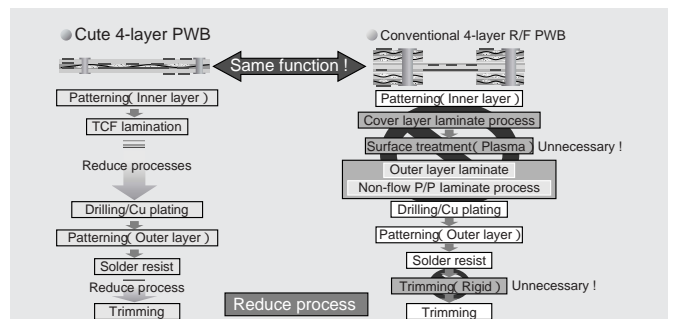 Cute 4-layer PWB
Same function !
Conventional 4-layer R/F PWB
Patterning( Inner layer )
TCF lamination
Reduce processes
Drilling/Cu plating
Patterning( Outer layer )
Solder resist
Reduce process
Trimming
Reduce process
Patterning( Inner layer )
Cover layer laminate process
Surface treatment( Plasma ) Unnecessary !
Outer layer laminate
Non-flow P/P laminate process
Drilling/Cu plating
Patterning( Outer layer )
Solder resist
Trimming( Rigid ) Unnecessary !
Trimming